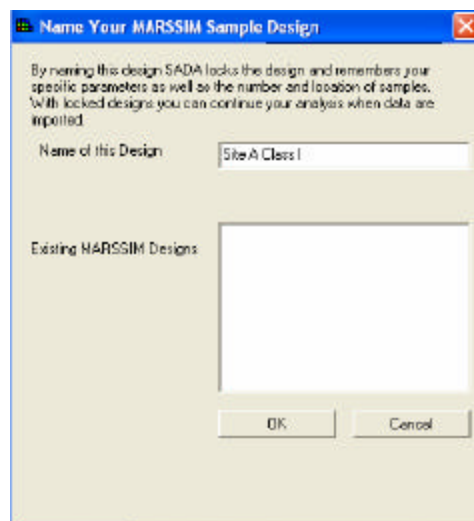 Name Your MARSSIM Sample Design
By naming this design SADA locks the design and remembers your
specific parameters as well as the number and location of samples.
With locked designs you can continue your analysis when data are
imported.
Name of this Design
Site A Class I
Existing MARSSIM Designs
OK
Cancel